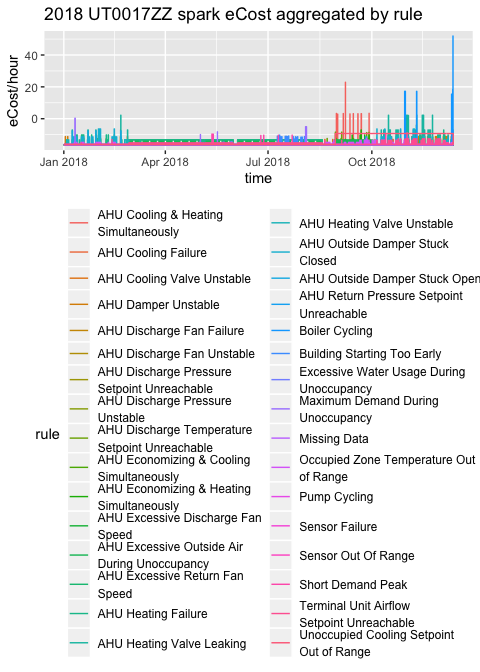 2018 UT0017ZZ spark eCost aggregated by rule
eCost/hour
40
20
0
Jan 2018
Apr 2018
Jul 2018
Oct 2018
time
rule
AHU Cooling & Heating
Simultaneously
AHU Cooling Failure
AHU Cooling Valve Unstable
AHU Damper Unstable
AHU Discharge Fan Failure
AHU Discharge Fan Unstable
AHU Discharge Pressure
Setpoint Unreachable
AHU Discharge Pressure
Unstable
AHU Discharge Temperature
Setpoint Unreachable
AHU Economizing & Cooling
Simultaneously
AHU Economizing & Heating
Simultaneously
AHU Excessive Discharge Fan
Speed
AHU Excessive Outside Air
During Unoccupancy
AHU Excessive Return Fan
Speed
AHU Heating Failure
AHU Heating Valve Leaking
AHU Heating Valve Unstable
AHU Outside Damper Stuck
Closed
AHU Outside Damper Stuck Open
AHU Return Pressure Setpoint
Unreachable
Boiler Cycling
Building Starting Too Early
Excessive Water Usage During
Unoccupancy
Maximum Demand During
Unoccupancy
Missing Data
Occupied Zone Temperature Out
of Range
Pump Cycling
Sensor Failure
Sensor Out Of Range
Short Demand Peak
Terminal Unit Airflow
Setpoint Unreachable
Unoccupied Cooling Setpoint
Out of Range